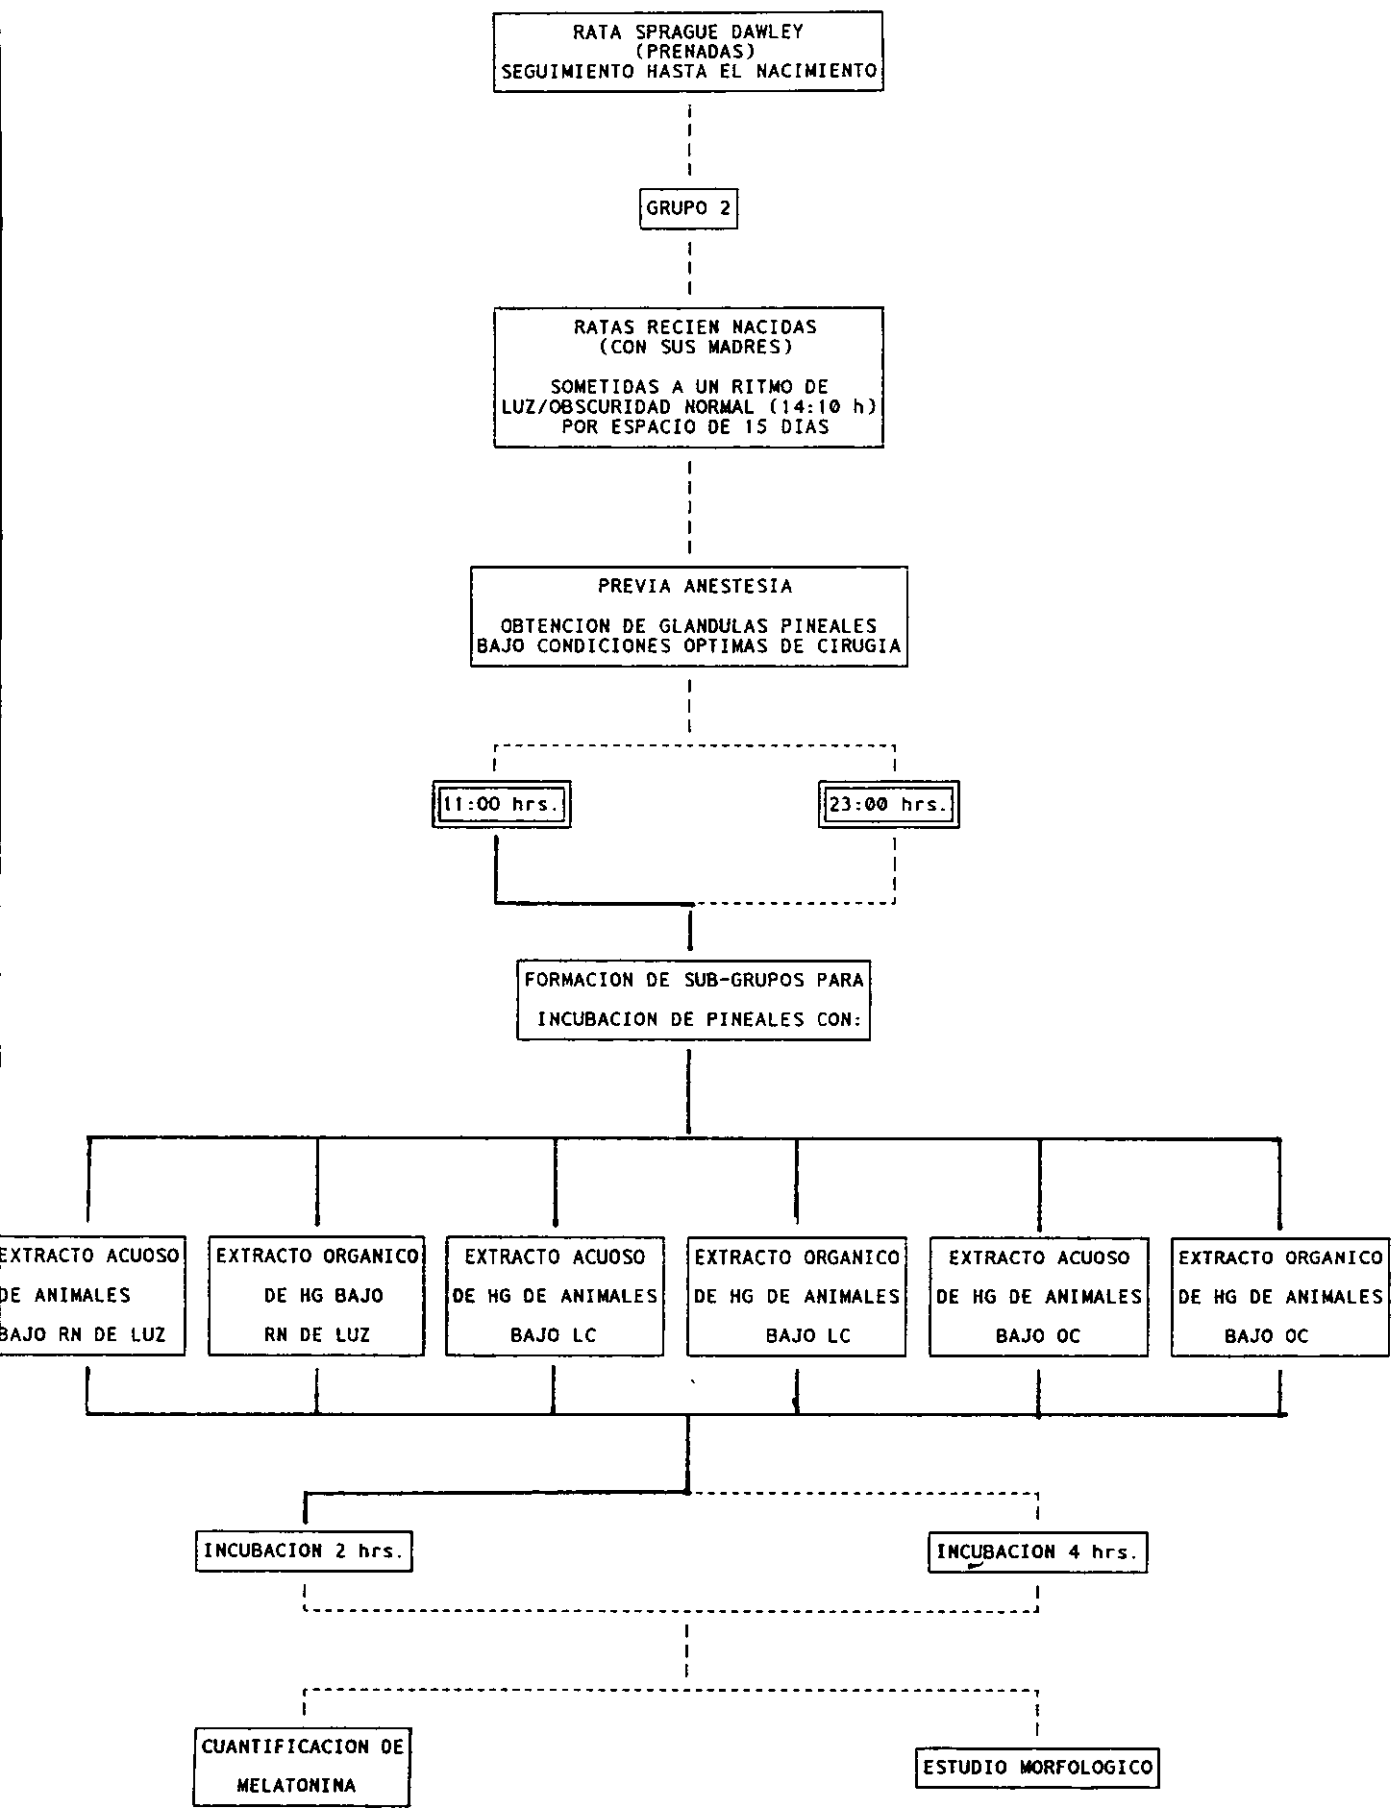 RATA SPRAGUE DAWLEY
(PRENADAS)
SEGUIMIENTO HASTA EL NACIMIENTO
GRUPO 2
RATAS RECIEN NACIDAS
(CON SUS MADRES)
SOMETIDAS A UN RITMO DE
LUZ/OBSCURIDAD NORMAL (14:10 h)
POR ESPACIO DE 15 DIAS
PREVIA ANESTESIA
OBTENCION DE GLANDULAS PINEALES
BAJO CONDICIONES OPTIMAS DE CIRUGIA
11:00 hrs.
23:00 hrs.
FORMACION DE SUB-GRUPOS PARA
INCUBACION DE PINEALES CON:
EXTRACTO ACUOSO
DE ANIMALES
BAJO RN DE LUZ
EXTRACTO ORGANICO
DE HG BAJO
RN DE LUZ
EXTRACTO ACUOSO
DE HG DE ANIMALES
BAJO LC
EXTRACTO ORGANICO
DE HG DE ANIMALES
BAJO LC
EXTRACTO ACUOSO
DE HG DE ANIMALES
BAJO OC
EXTRACTO ORGANICO
DE HG DE ANIMALES
BAJO OC
INCUBACION 2 hrs.
INCUBACION 4 hrs.
CUANTIFICACION DE
MELATONINA
ESTUDIO MORFOLOGICO